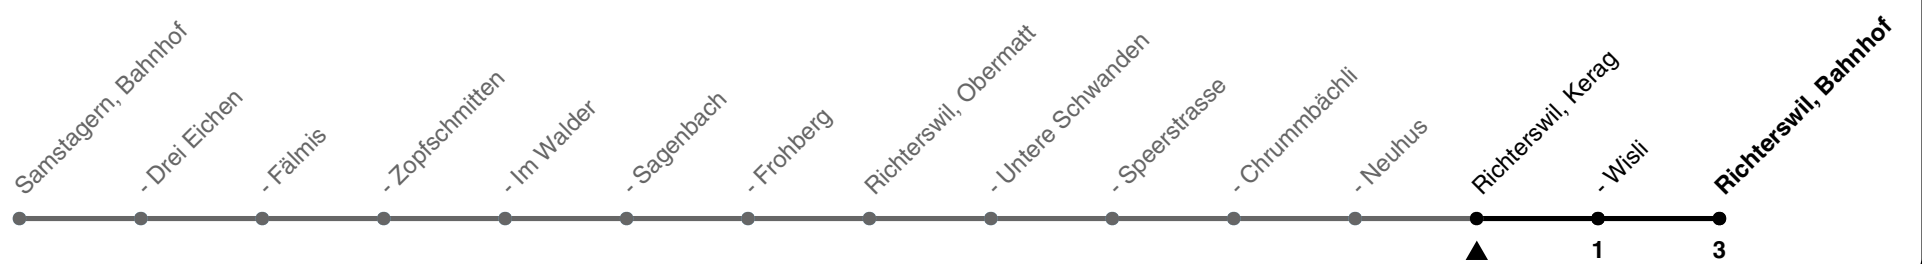 Samstagern, Bahnhof
- Drei Eichen
- Fälmis
- Zopfschmitten
- Im Walder
- Sagenbach
- Frohberg
Richterswil, Obermatt
- Untere Schwanden
- Speerstrasse
- Chrummbächli
- Neuhus
Richterswil, Kerag
- Wisli
Richterswil, Bahnhof
1
3